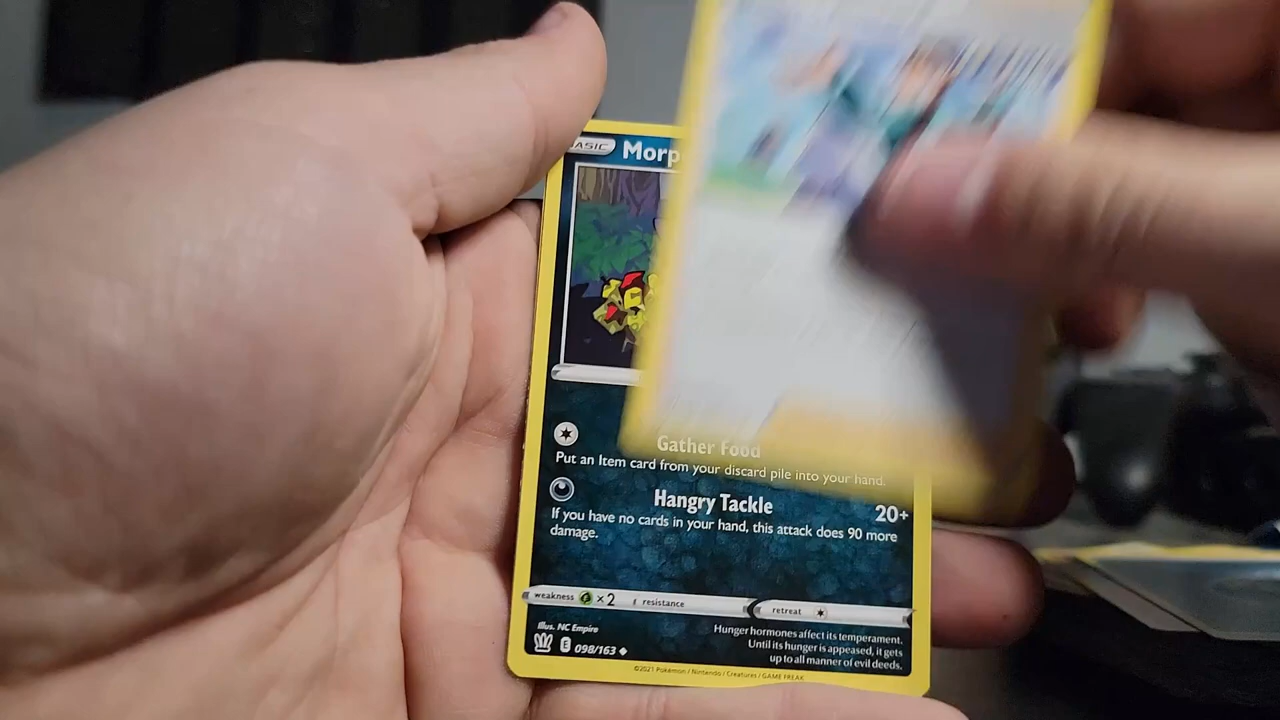 ASIC Morp
Gather Food
Put an Item card from your discard pile into your hand.
Hangry Tackle 20+
If you have no cards in your hand, this attack does 90 more
damage.
weakness ×2 resistance retreat
Illus. NC Empire
E 098/163
Hunger hormones affect its temperament.
Until its hunger is appeased, it gets
up to all manner of evil deeds.
©2021 Pokémon / Nintendo / Creatures / GAME FREAK